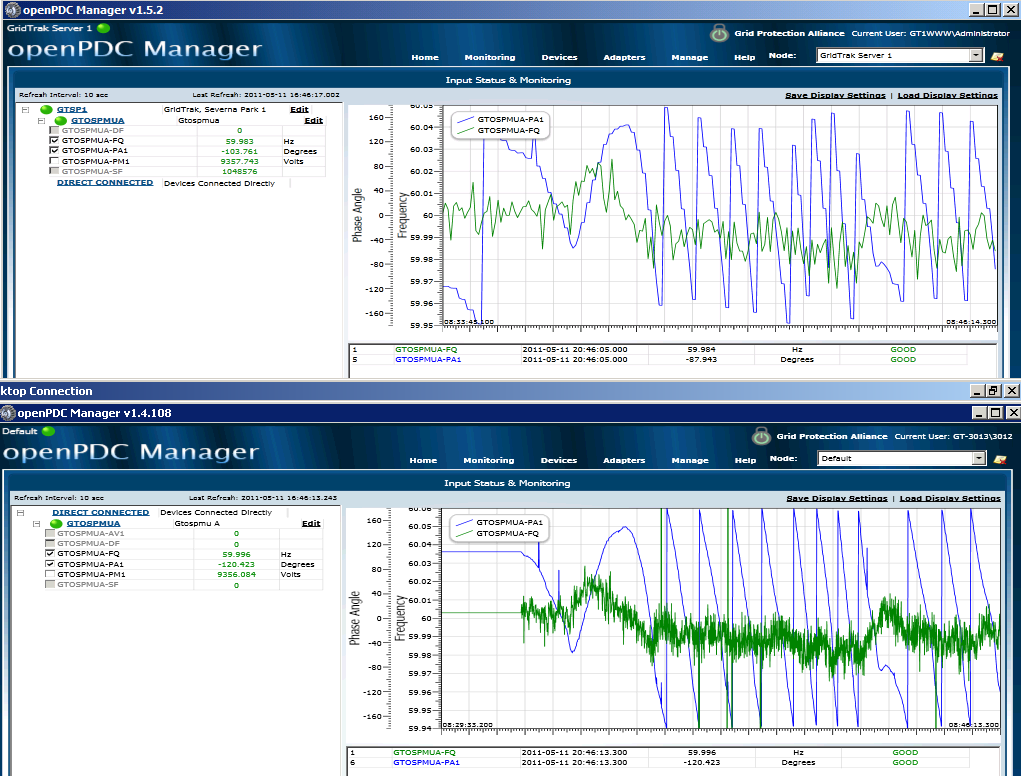 openPDC Manager v1.5.2
GridTrak Server 1
openPDC Manager
Grid Protection Alliance Current User: GT1WWW\Administrator
Home Monitoring Devices Adapters Manage Help Node: GridTrak Server 1
Input Status & Monitoring
Refresh Interval: 10 sec Last Refresh: 2011-05-11 16:46:17.002
Save Display Settings | Load Display Settings
GTSP1 GridTrak, Severna Park 1 Edit
GTOSPMUA Gtospmua Edit
GTOSPMUA-DF 0
GTOSPMUA-FQ 59.983 Hz
GTOSPMUA-PA1 -103.761 Degrees
GTOSPMUA-PM1 9357.743 Volts
GTOSPMUA-SF 1048576
DIRECT CONNECTED Devices Connected Directly
GTOSPMUA-PA1
GTOSPMUA-FQ
Phase Angle
160
120
80
40
0
-40
-80
-120
-160
Frequency
60.05
60.04
60.03
60.02
60.01
60
59.99
59.98
59.97
59.96
59.95
08:33:45.100 08:46:14.300
1 GTOSPMUA-FQ 2011-05-11 20:46:05.000 59.984 Hz GOOD
5 GTOSPMUA-PA1 2011-05-11 20:46:05.000 -87.943 Degrees GOOD
ktop Connection
openPDC Manager v1.4.108
Default
openPDC Manager
Grid Protection Alliance Current User: GT-3013\3012
Home Monitoring Devices Adapters Manage Help Node: Default
Input Status & Monitoring
Refresh Interval: 10 sec Last Refresh: 2011-05-11 16:46:13.243
Save Display Settings | Load Display Settings
DIRECT CONNECTED Devices Connected Directly
GTOSPMUA Gtospmu A Edit
GTOSPMUA-AV1 0
GTOSPMUA-DF 0
GTOSPMUA-FQ 59.996 Hz
GTOSPMUA-PA1 -120.423 Degrees
GTOSPMUA-PM1 9356.084 Volts
GTOSPMUA-SF 0
GTOSPMUA-PA1
GTOSPMUA-FQ
Phase Angle
160
120
80
40
0
-40
-80
-120
-160
Frequency
60.06
60.04
60.03
60.02
60.01
60
59.99
59.98
59.97
59.96
59.95
59.94
08:29:33.200 08:46:13.300
1 GTOSPMUA-FQ 2011-05-11 20:46:13.300 59.996 Hz GOOD
6 GTOSPMUA-PA1 2011-05-11 20:46:13.300 -120.423 Degrees GOOD